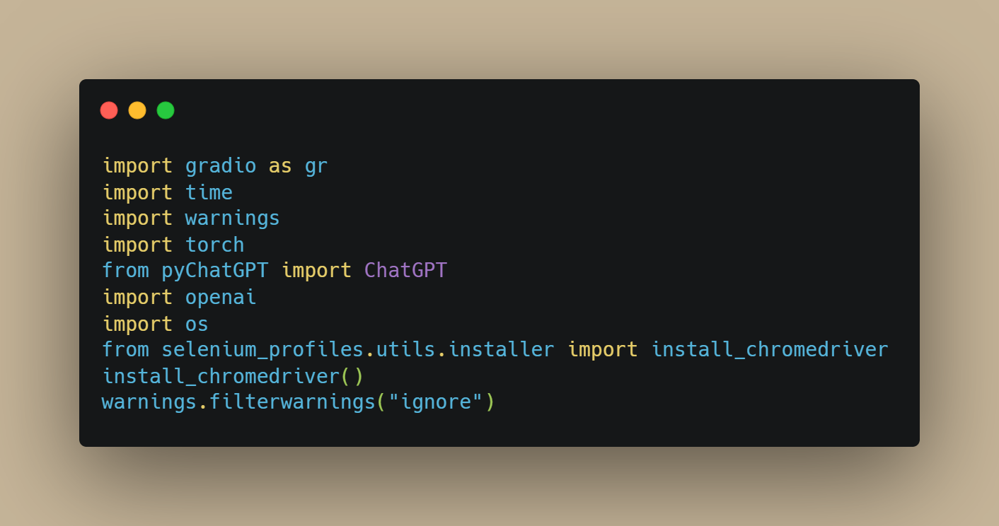 import gradio as gr
import time
import warnings
import torch
from pyChatGPT import ChatGPT
import openai
import os
from selenium_profiles.utils.installer import install_chromedriver
install_chromedriver()
warnings.filterwarnings("ignore")